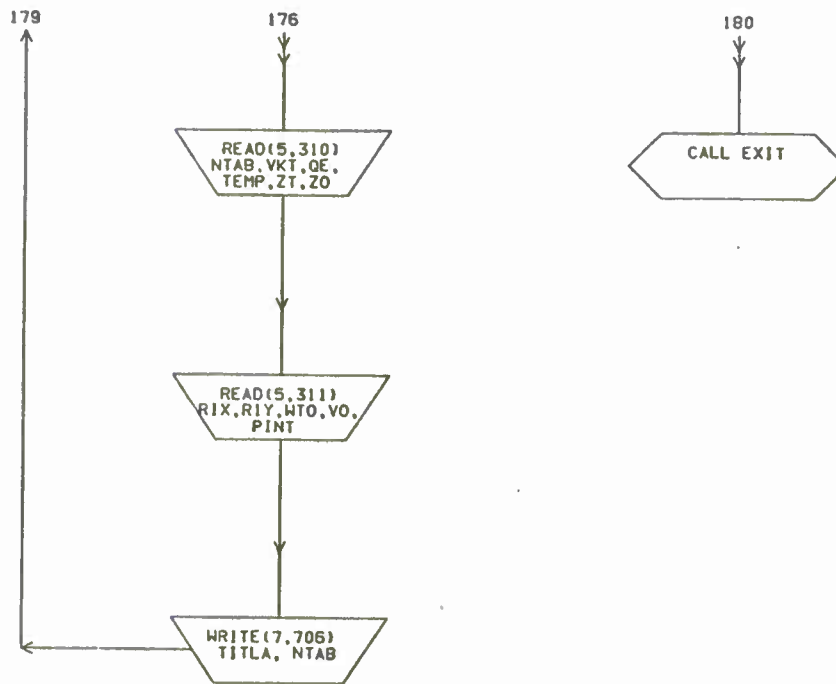 179
176
180
READ(5,310)
NTAB,VKT,QE,
TEMP,ZT,ZO
CALL EXIT
READ(5,311)
RIX,RIY,WTO,VO,
PINT
WRITE(7,706)
TITLA, NTAB